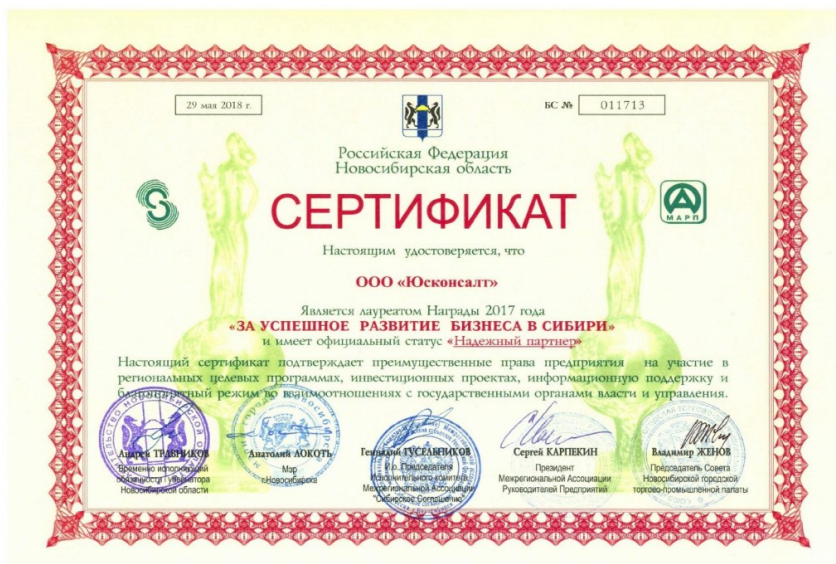 29 мая 2018 г.
БС № 011713
Российская Федерация
Новосибирская область
МАРП
СЕРТИФИКАТ
Настоящим удостоверяется, что
ООО «Юсконсалт»
Является лауреатом Награды 2017 года
«ЗА УСПЕШНОЕ РАЗВИТИЕ БИЗНЕСА В СИБИРИ»
и имеет официальный статус «Надежный партнер»
Настоящий сертификат подтверждает преимущественные права предприятия на участие в
региональных целевых программах, инвестиционных проектах, информационную поддержку и
благоприятный режим во взаимоотношениях с государственными органами власти и управления.
Андрей ТРАВНИКОВ
Временно исполняющий
обязанности Губернатора
Новосибирской области
Анатолий ЛОКОТЬ
Мэр
г.Новосибирска
Геннадий ГУСЕЛЬНИКОВ
И.о. Председателя
Исполнительного комитета
Межрегиональной Ассоциации
"Сибирское Соглашение"
Сергей КАРПЕКИН
Президент
Межрегиональной Ассоциации
Руководителей Предприятий
Владимир ЖЕНОВ
Председатель Совета
Новосибирской городской
торгово-промышленной палаты